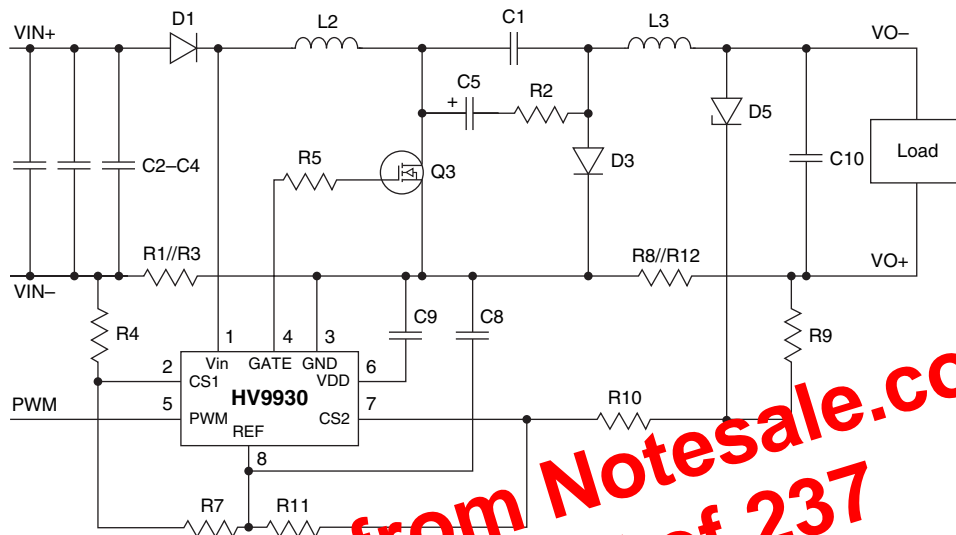 VIN+
D1
L2
C1
L3
VO–
C5
+
R2
D5
C2–C4
R5
Q3
D3
C10
Load
R1//R3
R8//R12
VO+
VIN–
R4
1
4
3
C9
C8
R9
2
Vin
GATE
GND
6
CS1
VDD
HV9930
PWM
5
PWM
CS2
7
R10
REF
8
R7
R11
from Notesale.co
of 237